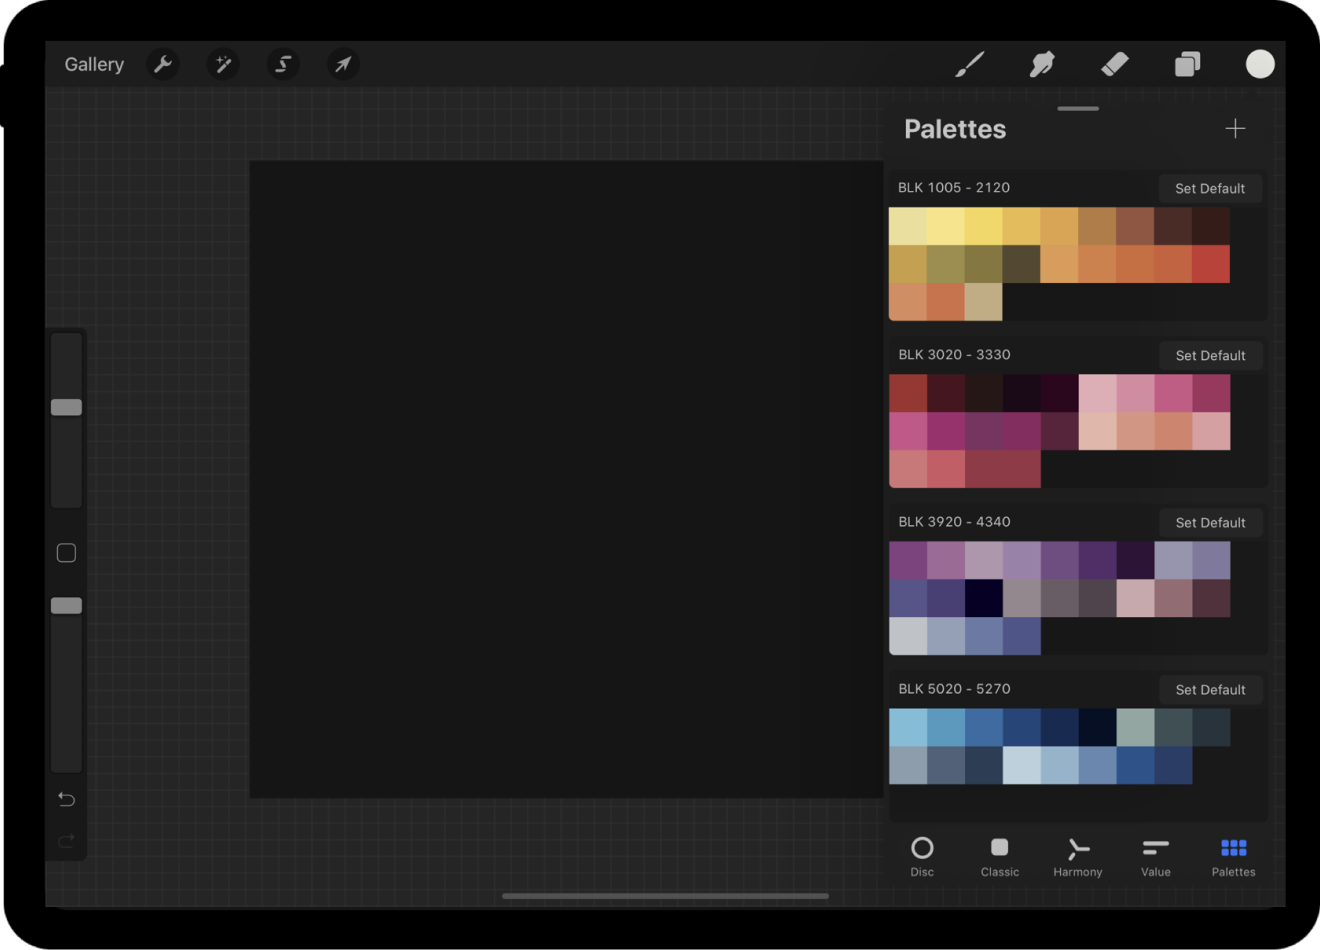 Gallery
Palettes
BLK 1005 - 2120
Set Default
BLK 3020 - 3330
Set Default
BLK 3920 - 4340
Set Default
BLK 5020 - 5270
Set Default
Disc
Classic
Harmony
Value
Palettes